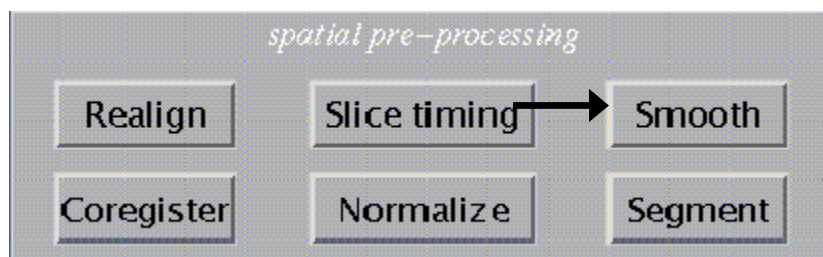 spatial pre-processing
Realign Slice timing Smooth
Coregister Normalize Segment